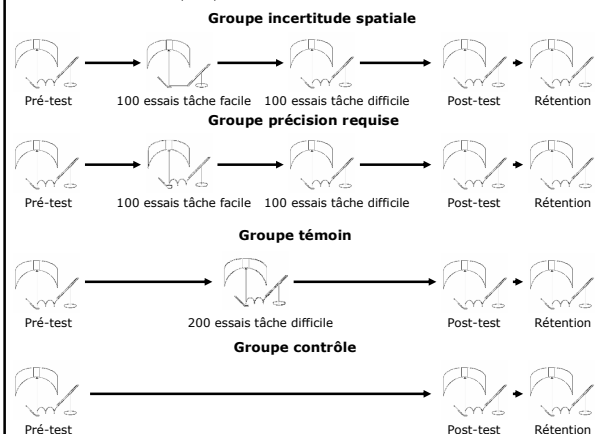 Groupe incertitude spatiale
Pré-test 100 essais tâche facile 100 essais tâche difficile Post-test Rétention
Groupe précision requise
Pré-test 100 essais tâche facile 100 essais tâche difficile Post-test Rétention
Groupe témoin
Pré-test 200 essais tâche difficile Post-test Rétention
Groupe contrôle
Pré-test Post-test Rétention